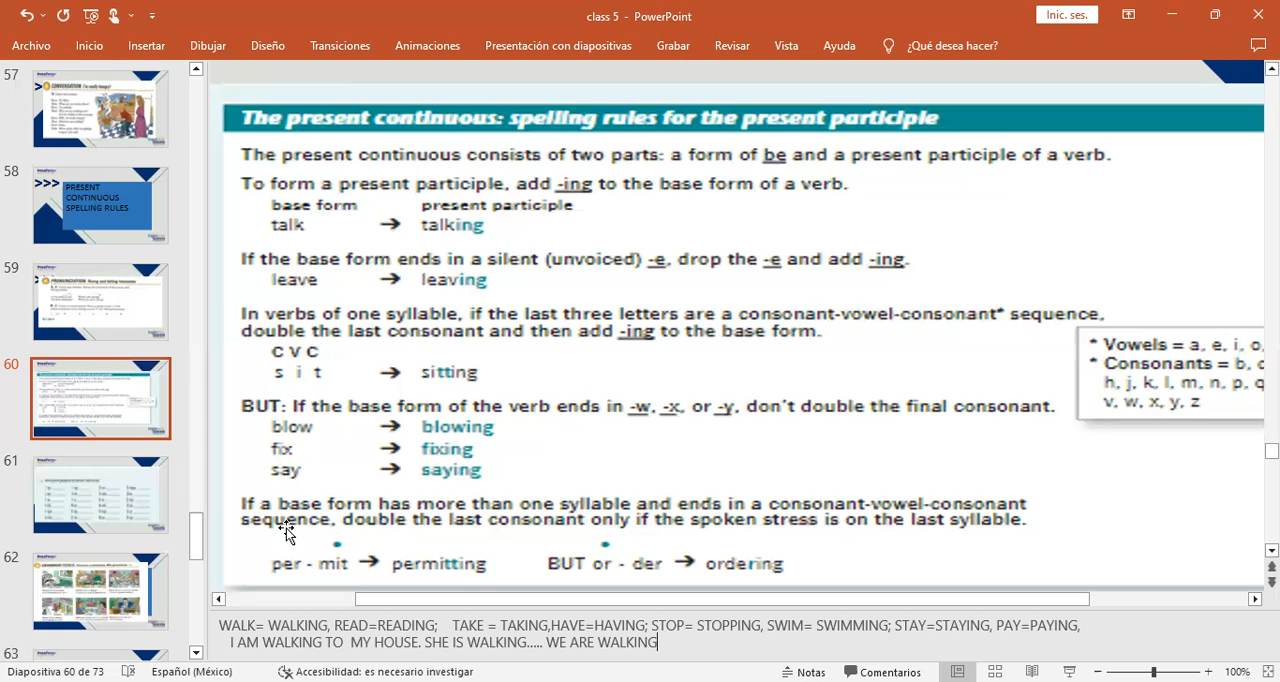 class 5 - PowerPoint
Inic. ses.
Archivo Inicio Insertar Dibujar Diseño Transiciones Animaciones Presentación con diapositivas Grabar Revisar Vista Ayuda ¿Qué desea hacer?
57
CONVERSATION
58
PRESENT
CONTINUOUS
SPELLING RULES
59
PRONUNCIATION
60
61
62
63
The present continuous: spelling rules for the present participle
The present continuous consists of two parts: a form of be and a present participle of a verb.
To form a present participle, add -ing to the base form of a verb.
base form present participle
talk → talking
If the base form ends in a silent (unvoiced) -e, drop the -e and add -ing.
leave → leaving
In verbs of one syllable, if the last three letters are a consonant-vowel-consonant* sequence,
double the last consonant and then add -ing to the base form.
C V C
s i t → sitting
* Vowels = a, e, i, o,
* Consonants = b, c
h, j, k, l, m, n, p, q
v, w, x, y, z
BUT: If the base form of the verb ends in -w, -x, or -y, don't double the final consonant.
blow → blowing
fix → fixing
say → saying
If a base form has more than one syllable and ends in a consonant-vowel-consonant
sequence, double the last consonant only if the spoken stress is on the last syllable.
per - mit → permitting BUT or - der → ordering
WALK= WALKING, READ=READING; TAKE = TAKING,HAVE=HAVING; STOP= STOPPING, SWIM= SWIMMING; STAY=STAYING, PAY=PAYING,
I AM WALKING TO MY HOUSE. SHE IS WALKING..... WE ARE WALKING
Diapositiva 60 de 73 Español (México) Accesibilidad: es necesario investigar Notas Comentarios 100%